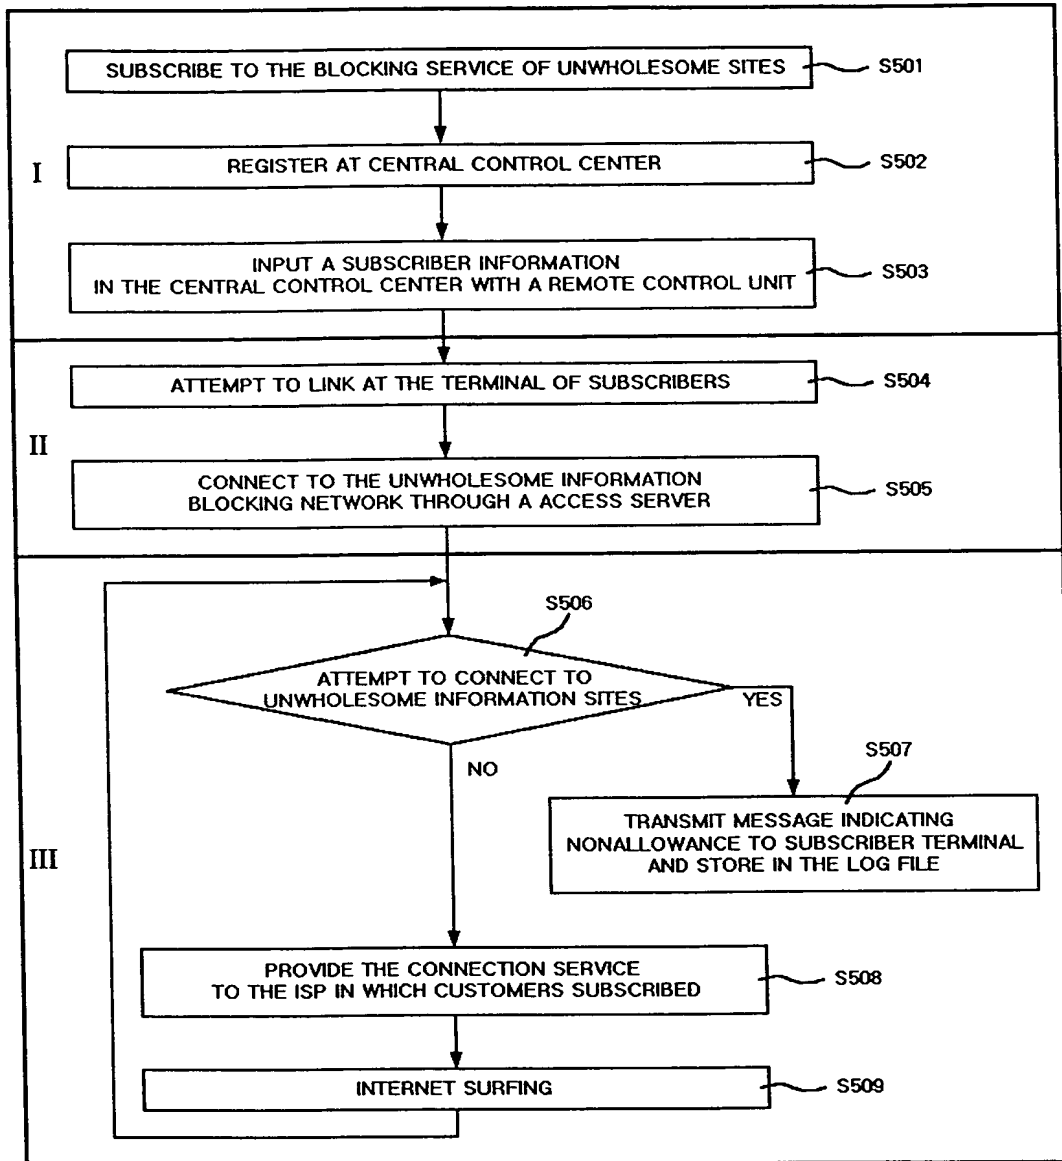 SUBSCRIBE TO THE BLOCKING SERVICE OF UNWHOLESOME SITES
S501
I
REGISTER AT CENTRAL CONTROL CENTER
S502
INPUT A SUBSCRIBER INFORMATION
IN THE CENTRAL CONTROL CENTER WITH A REMOTE CONTROL UNIT
S503
ATTEMPT TO LINK AT THE TERMINAL OF SUBSCRIBERS
S504
II
CONNECT TO THE UNWHOLESOME INFORMATION
BLOCKING NETWORK THROUGH A ACCESS SERVER
S505
S506
ATTEMPT TO CONNECT TO
UNWHOLESOME INFORMATION SITES
YES
NO
S507
TRANSMIT MESSAGE INDICATING
NONALLOWANCE TO SUBSCRIBER TERMINAL
AND STORE IN THE LOG FILE
III
PROVIDE THE CONNECTION SERVICE
TO THE ISP IN WHICH CUSTOMERS SUBSCRIBED
S508
INTERNET SURFING
S509